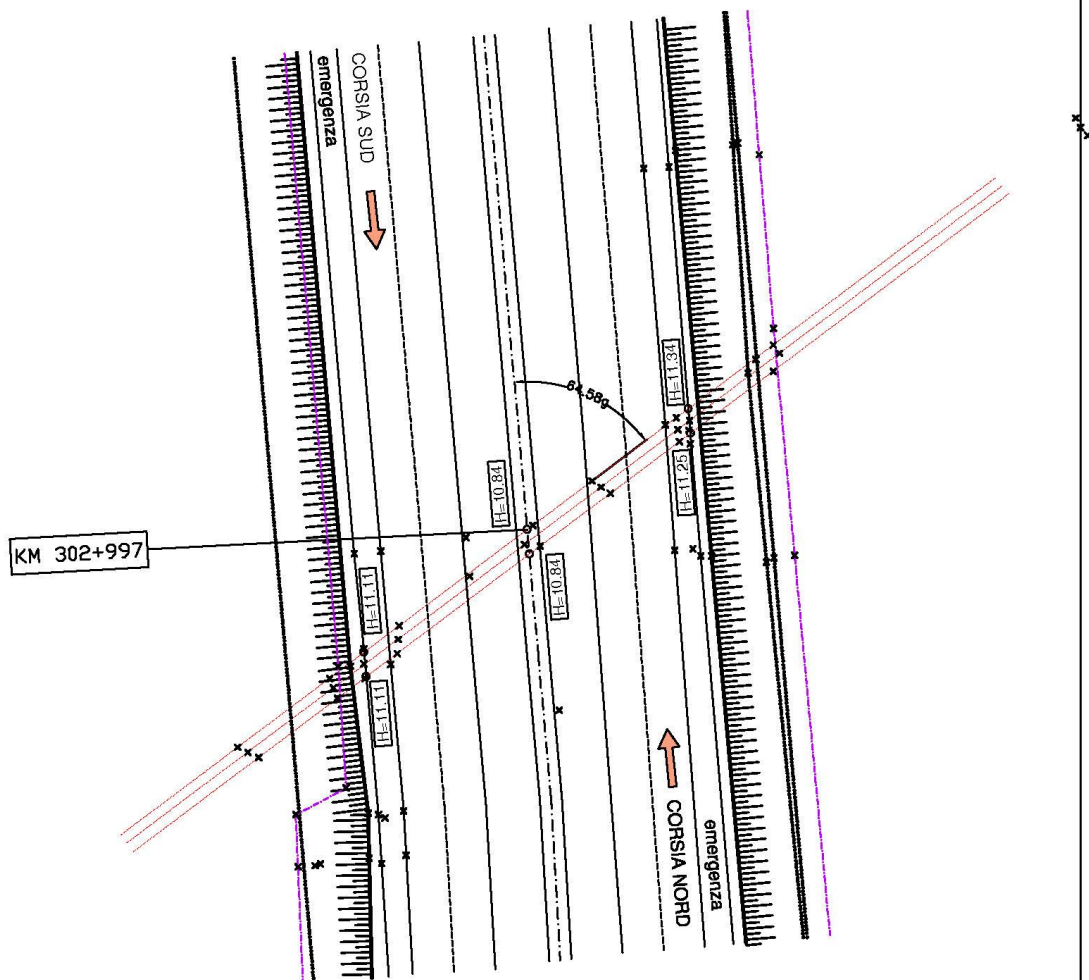 emergenza
CORSIA SUD
H=11.34
64.58g
H=10.84
H=11.25
KM 302+997
H=11.11
H=10.84
H=11.11
CORSIA NORD
emergenza